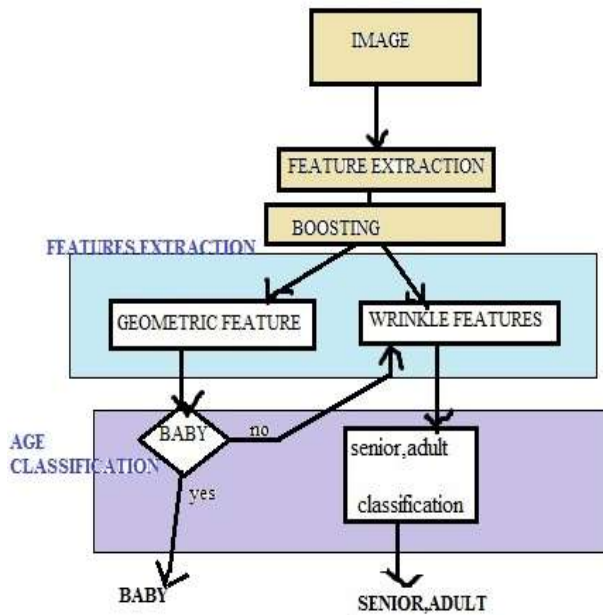 IMAGE
FEATURE EXTRACTION
BOOSTING
FEATURES EXTRACTION
GEOMETRIC FEATURE
WRINKLE FEATURES
AGE
CLASSIFICATION
BABY
no
senior,adult
classification
yes
BABY
SENIOR,ADULT